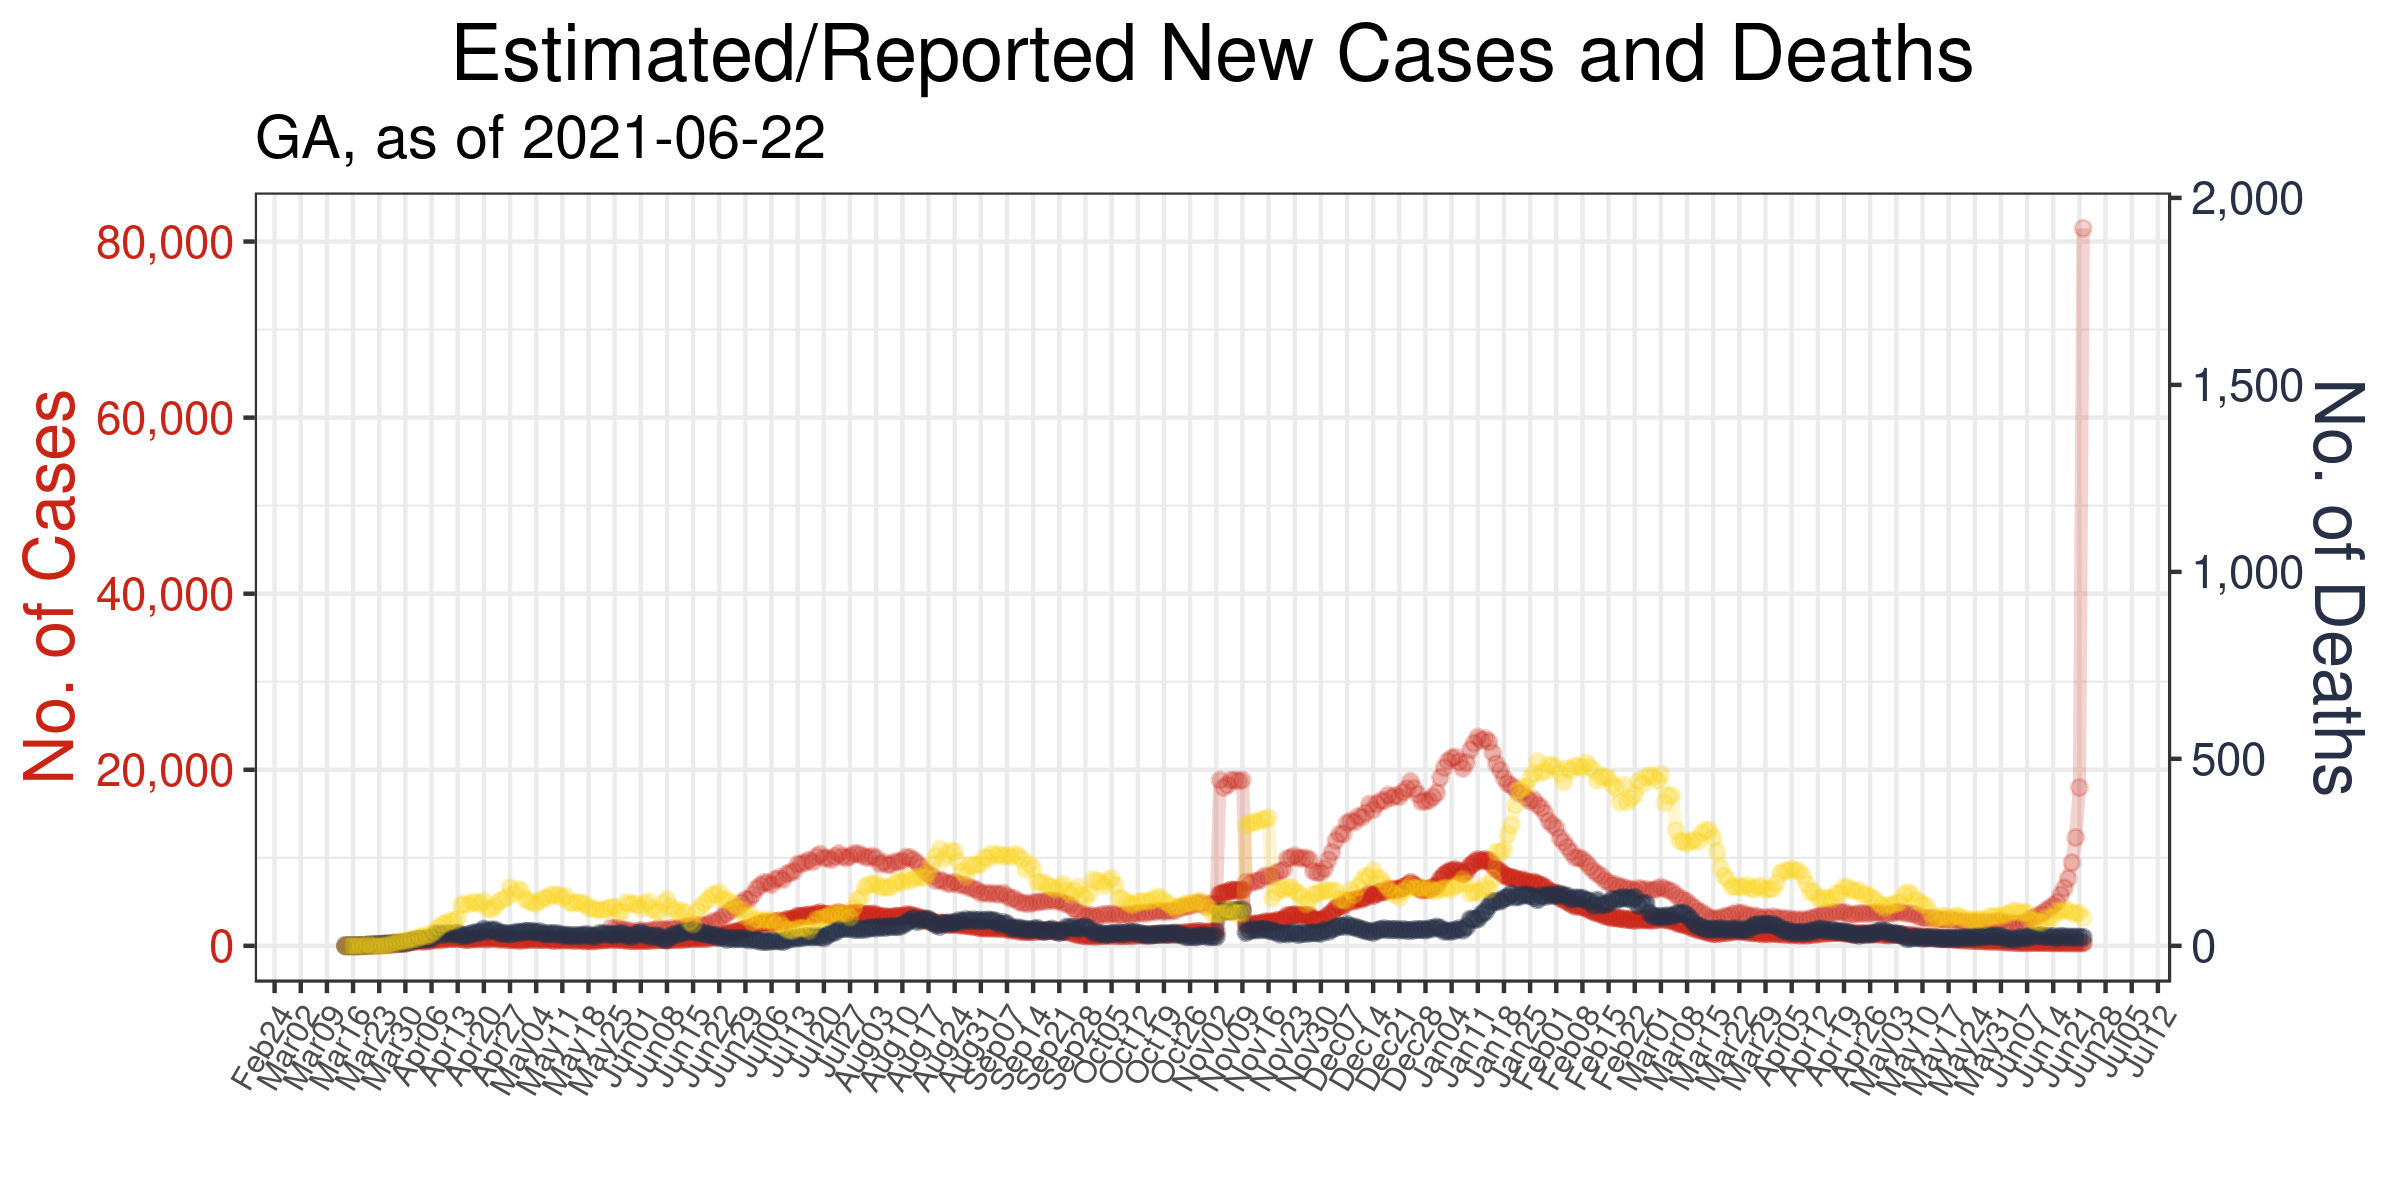 Estimated/Reported New Cases and Deaths
GA, as of 2021-06-22
No. of Cases
80,000
60,000
40,000
20,000
0
2,000
1,500
1,000
500
0
No. of Deaths
Feb24
Mar02
Mar09
Mar16
Mar23
Mar30
Apr06
Apr13
Apr20
Apr27
May04
May11
May18
May25
Jun01
Jun08
Jun15
Jun22
Jun29
Jul06
Jul13
Jul20
Jul27
Aug03
Aug10
Aug17
Aug24
Aug31
Sep07
Sep14
Sep21
Sep28
Oct05
Oct12
Oct19
Oct26
Nov02
Nov09
Nov16
Nov23
Nov30
Dec07
Dec14
Dec21
Dec28
Jan04
Jan11
Jan18
Jan25
Feb01
Feb08
Feb15
Feb22
Mar01
Mar08
Mar15
Mar22
Mar29
Apr05
Apr12
Apr19
Apr26
May03
May10
May17
May24
May31
Jun07
Jun14
Jun21
Jun28
Jul05
Jul12